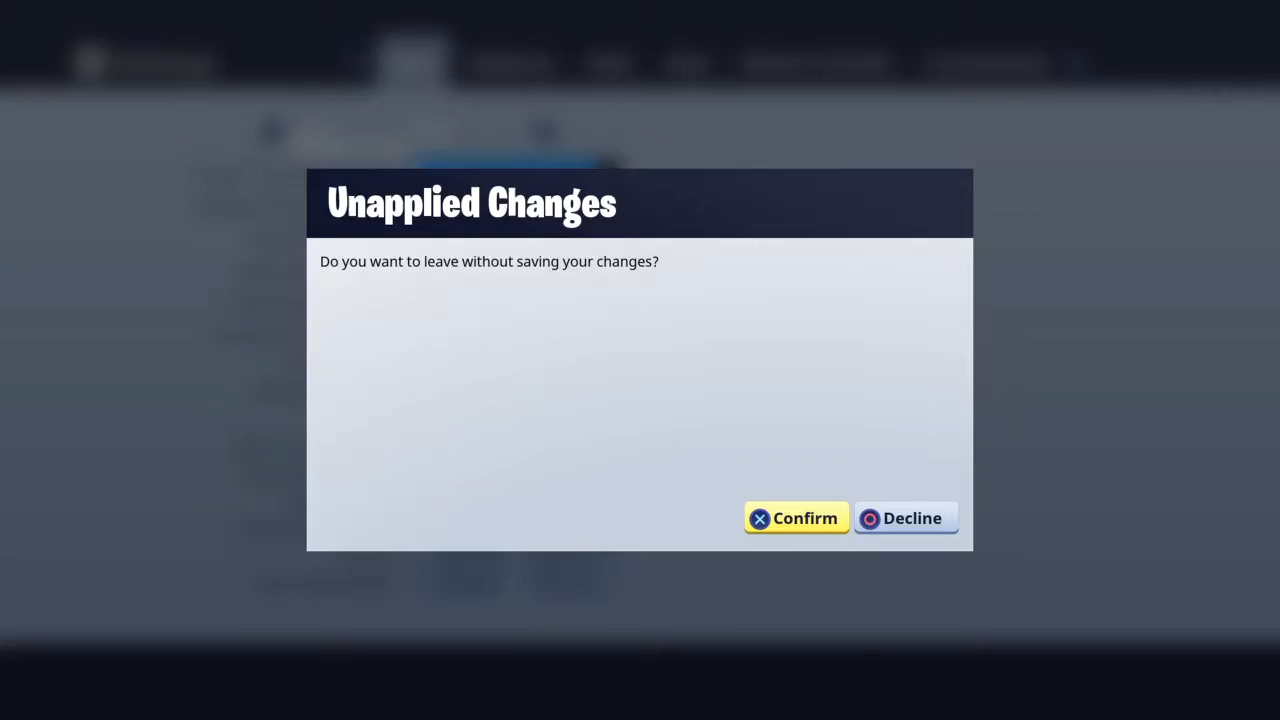 Unapplied Changes
Do you want to leave without saving your changes?
Confirm Decline